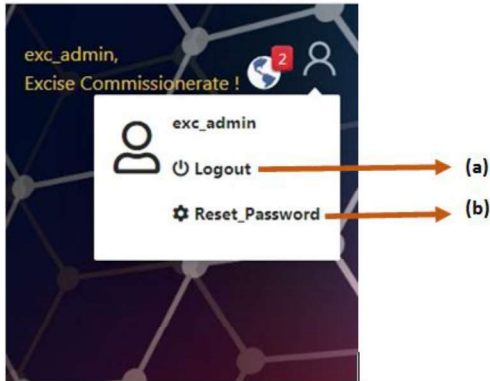 exc_admin,
Excise Commissionerate !
2
exc_admin
Logout
(a)
Reset_Password
(b)